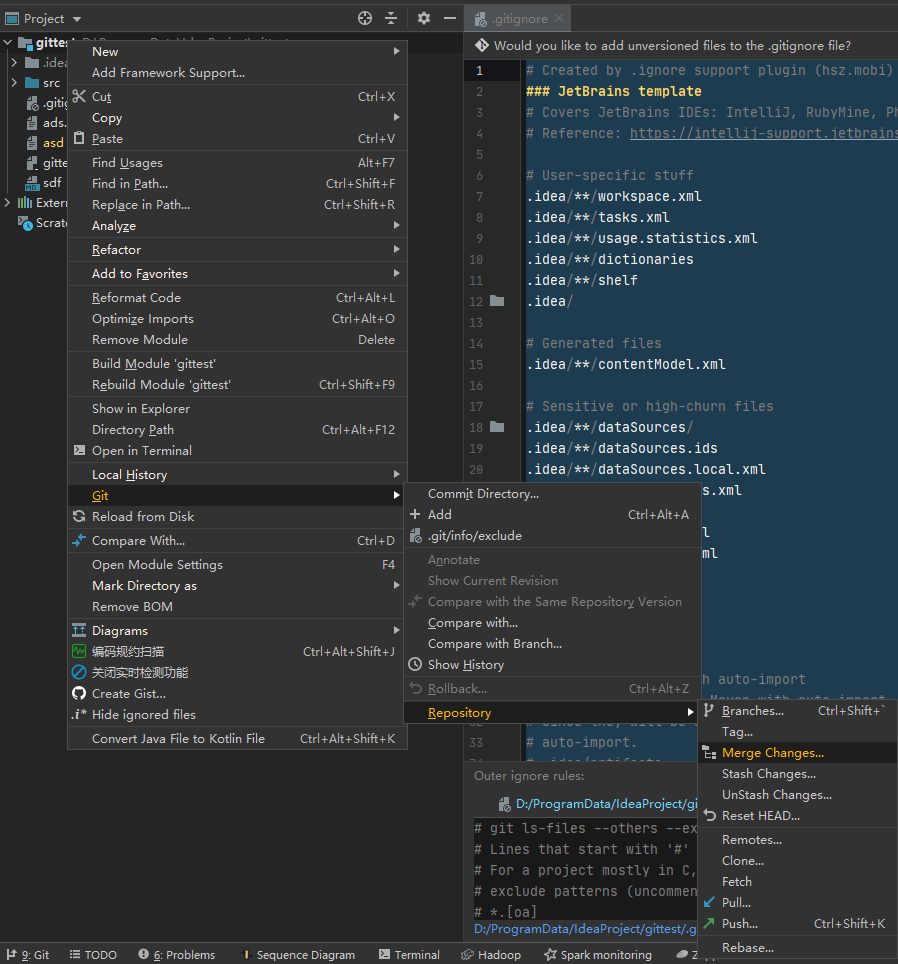 Project
.gitignore
gittest
.idea
src
.gitig
ads.
asd
gitte
sdf
Extern
Scratc
New
Add Framework Support...
Cut Ctrl+X
Copy
Paste Ctrl+V
Find Usages Alt+F7
Find in Path... Ctrl+Shift+F
Replace in Path... Ctrl+Shift+R
Analyze
Refactor
Add to Favorites
Reformat Code Ctrl+Alt+L
Optimize Imports Ctrl+Alt+O
Remove Module Delete
Build Module 'gittest'
Rebuild Module 'gittest' Ctrl+Shift+F9
Show in Explorer
Directory Path Ctrl+Alt+F12
Open in Terminal
Local History
Git
Reload from Disk
Compare With... Ctrl+D
Open Module Settings F4
Mark Directory as
Remove BOM
Diagrams
编码规约扫描 Ctrl+Alt+Shift+J
关闭实时检测功能
Create Gist...
.i* Hide ignored files
Convert Java File to Kotlin File Ctrl+Alt+Shift+K
Commit Directory...
Add Ctrl+Alt+A
.git/info/exclude
Annotate
Show Current Revision
Compare with the Same Repository Version
Compare with...
Compare with Branch...
Show History
Rollback... Ctrl+Alt+Z
Repository
Branches... Ctrl+Shift+`
Tag...
Merge Changes...
Stash Changes...
UnStash Changes...
Reset HEAD...
Remotes...
Clone...
Fetch
Pull...
Push... Ctrl+Shift+K
Rebase...
Would you like to add unversioned files to the .gitignore file?
1 # Created by .ignore support plugin (hsz.mobi)
2 ### JetBrains template
3 # Covers JetBrains IDEs: IntelliJ, RubyMine, Ph
4 # Reference: https://intellij-support.jetbrains
5
6 # User-specific stuff
7 .idea/**/workspace.xml
8 .idea/**/tasks.xml
9 .idea/**/usage.statistics.xml
10 .idea/**/dictionaries
11 .idea/**/shelf
12 .idea/
13
14 # Generated files
15 .idea/**/contentModel.xml
16
17 # Sensitive or high-churn files
18 .idea/**/dataSources/
19 .idea/**/dataSources.ids
20 .idea/**/dataSources.local.xml
s.xml
l
ml
h auto-import
33 # auto-import.
Outer ignore rules:
D:/ProgramData/IdeaProject/gi
# git ls-files --others --ex
# Lines that start with '#'
# For a project mostly in C,
# exclude patterns (uncommen
# *.[oa]
D:/ProgramData/IdeaProject/gittest/.g
9: Git
TODO
6: Problems
Sequence Diagram
Terminal
Hadoop
Spark monitoring